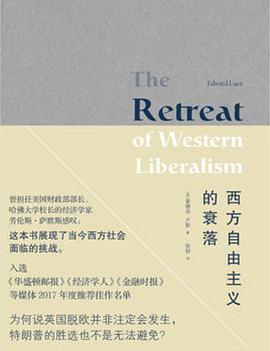 The
Edward Luce
Retreat
of Western
Liberalism
西方自由主义
的衰落
曾担任美国财政部部长、
哈佛大学校长的经济学家
劳伦斯·萨默斯感叹：
这本书展现了当今西方社会
面临的挑战。
入选
《华盛顿邮报》《经济学人》《金融时报》
等媒体2017年度推荐佳作名单
为何说英国脱欧并非注定会发生，
特朗普的胜选也不是无法避免？